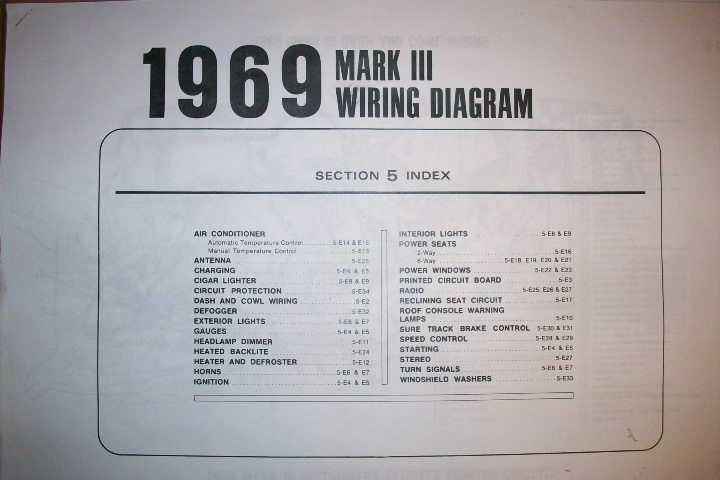 1969 MARK III
WIRING DIAGRAM
SECTION 5 INDEX
AIR CONDITIONER
Automatic Temperature Control ..........5-E14 & E15
Manual Temperature Control ..........5-E13
ANTENNA ..........5-E25
CHARGING ..........5-E4 & E5
CIGAR LIGHTER ..........5-E8 & E9
CIRCUIT PROTECTION ..........5-E34
DASH AND COWL WIRING ..........5-E2
DEFOGGER ..........5-E32
EXTERIOR LIGHTS ..........5-E6 & E7
GAUGES ..........5-E4 & E5
HEADLAMP DIMMER ..........5-E11
HEATED BACKLITE ..........5-E24
HEATER AND DEFROSTER ..........5-E12
HORNS ..........5-E6 & E7
IGNITION ..........5-E4 & E5
INTERIOR LIGHTS ..........5-E8 & E9
POWER SEATS
2-Way ..........5-E16
6-Way ..........5-E18, E19, E20 & E21
POWER WINDOWS ..........5-E22 & E23
PRINTED CIRCUIT BOARD ..........5-E3
RADIO ..........5-E25, E26 & E27
RECLINING SEAT CIRCUIT ..........5-E17
ROOF CONSOLE WARNING
LAMPS ..........5-E10
SURE TRACK BRAKE CONTROL 5-E30 & E31
SPEED CONTROL ..........5-E28 & E29
STARTING ..........5-E4 & E5
STEREO ..........5-E27
TURN SIGNALS ..........5-E6 & E7
WINDSHIELD WASHERS ..........5-E33